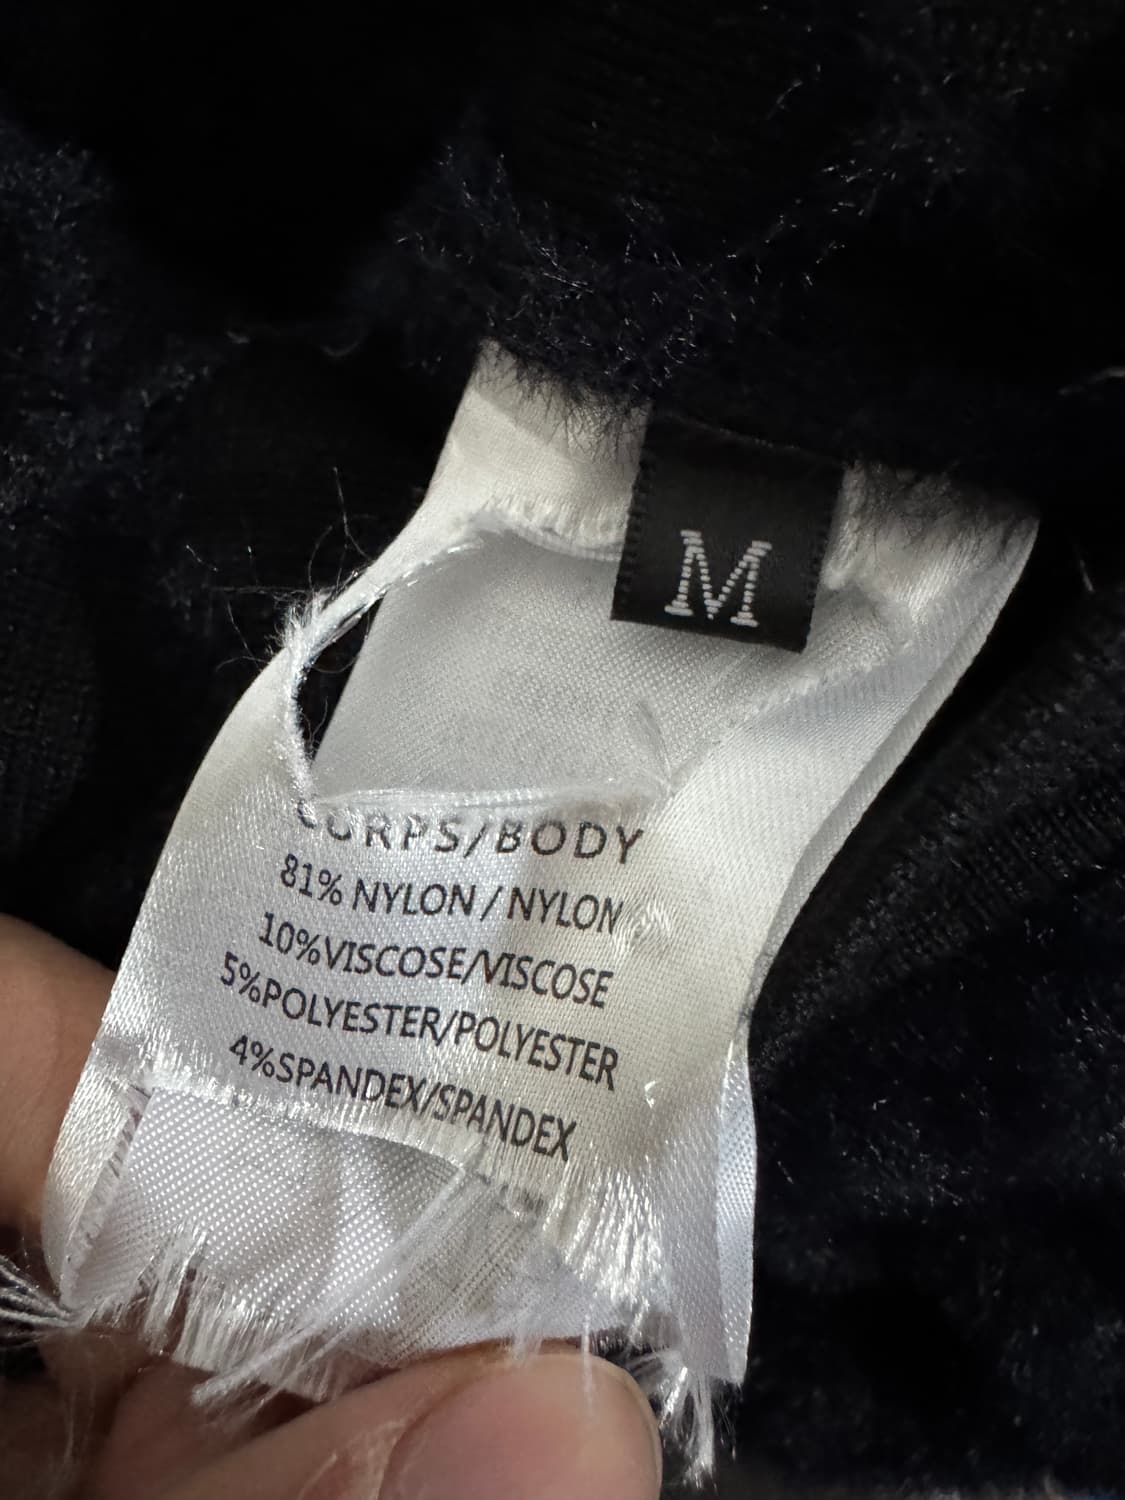 M
CORPS/BODY
81% NYLON / NYLON
10%VISCOSE/VISCOSE
5%POLYESTER/POLYESTER
4%SPANDEX/SPANDEX